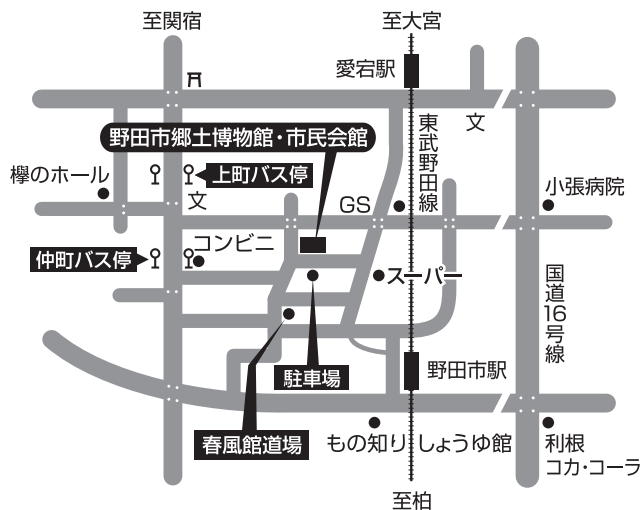 至関宿
至大宮
愛宕駅
野田市郷土博物館・市民会館
東武野田線
文
欅のホール
上町バス停
文
GS
小張病院
仲町バス停
コンビニ
スーパー
国道16号線
駐車場
野田市駅
春風館道場
もの知りしょうゆ館
利根
コカ・コーラ
至柏